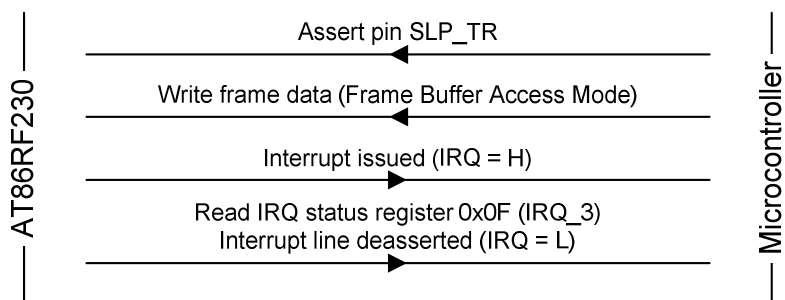 Assert pin SLP_TR
Write frame data (Frame Buffer Access Mode)
Interrupt issued (IRQ = H)
Read IRQ status register 0x0F (IRQ_3)
Interrupt line deasserted (IRQ = L)
AT86RF230
Microcontroller